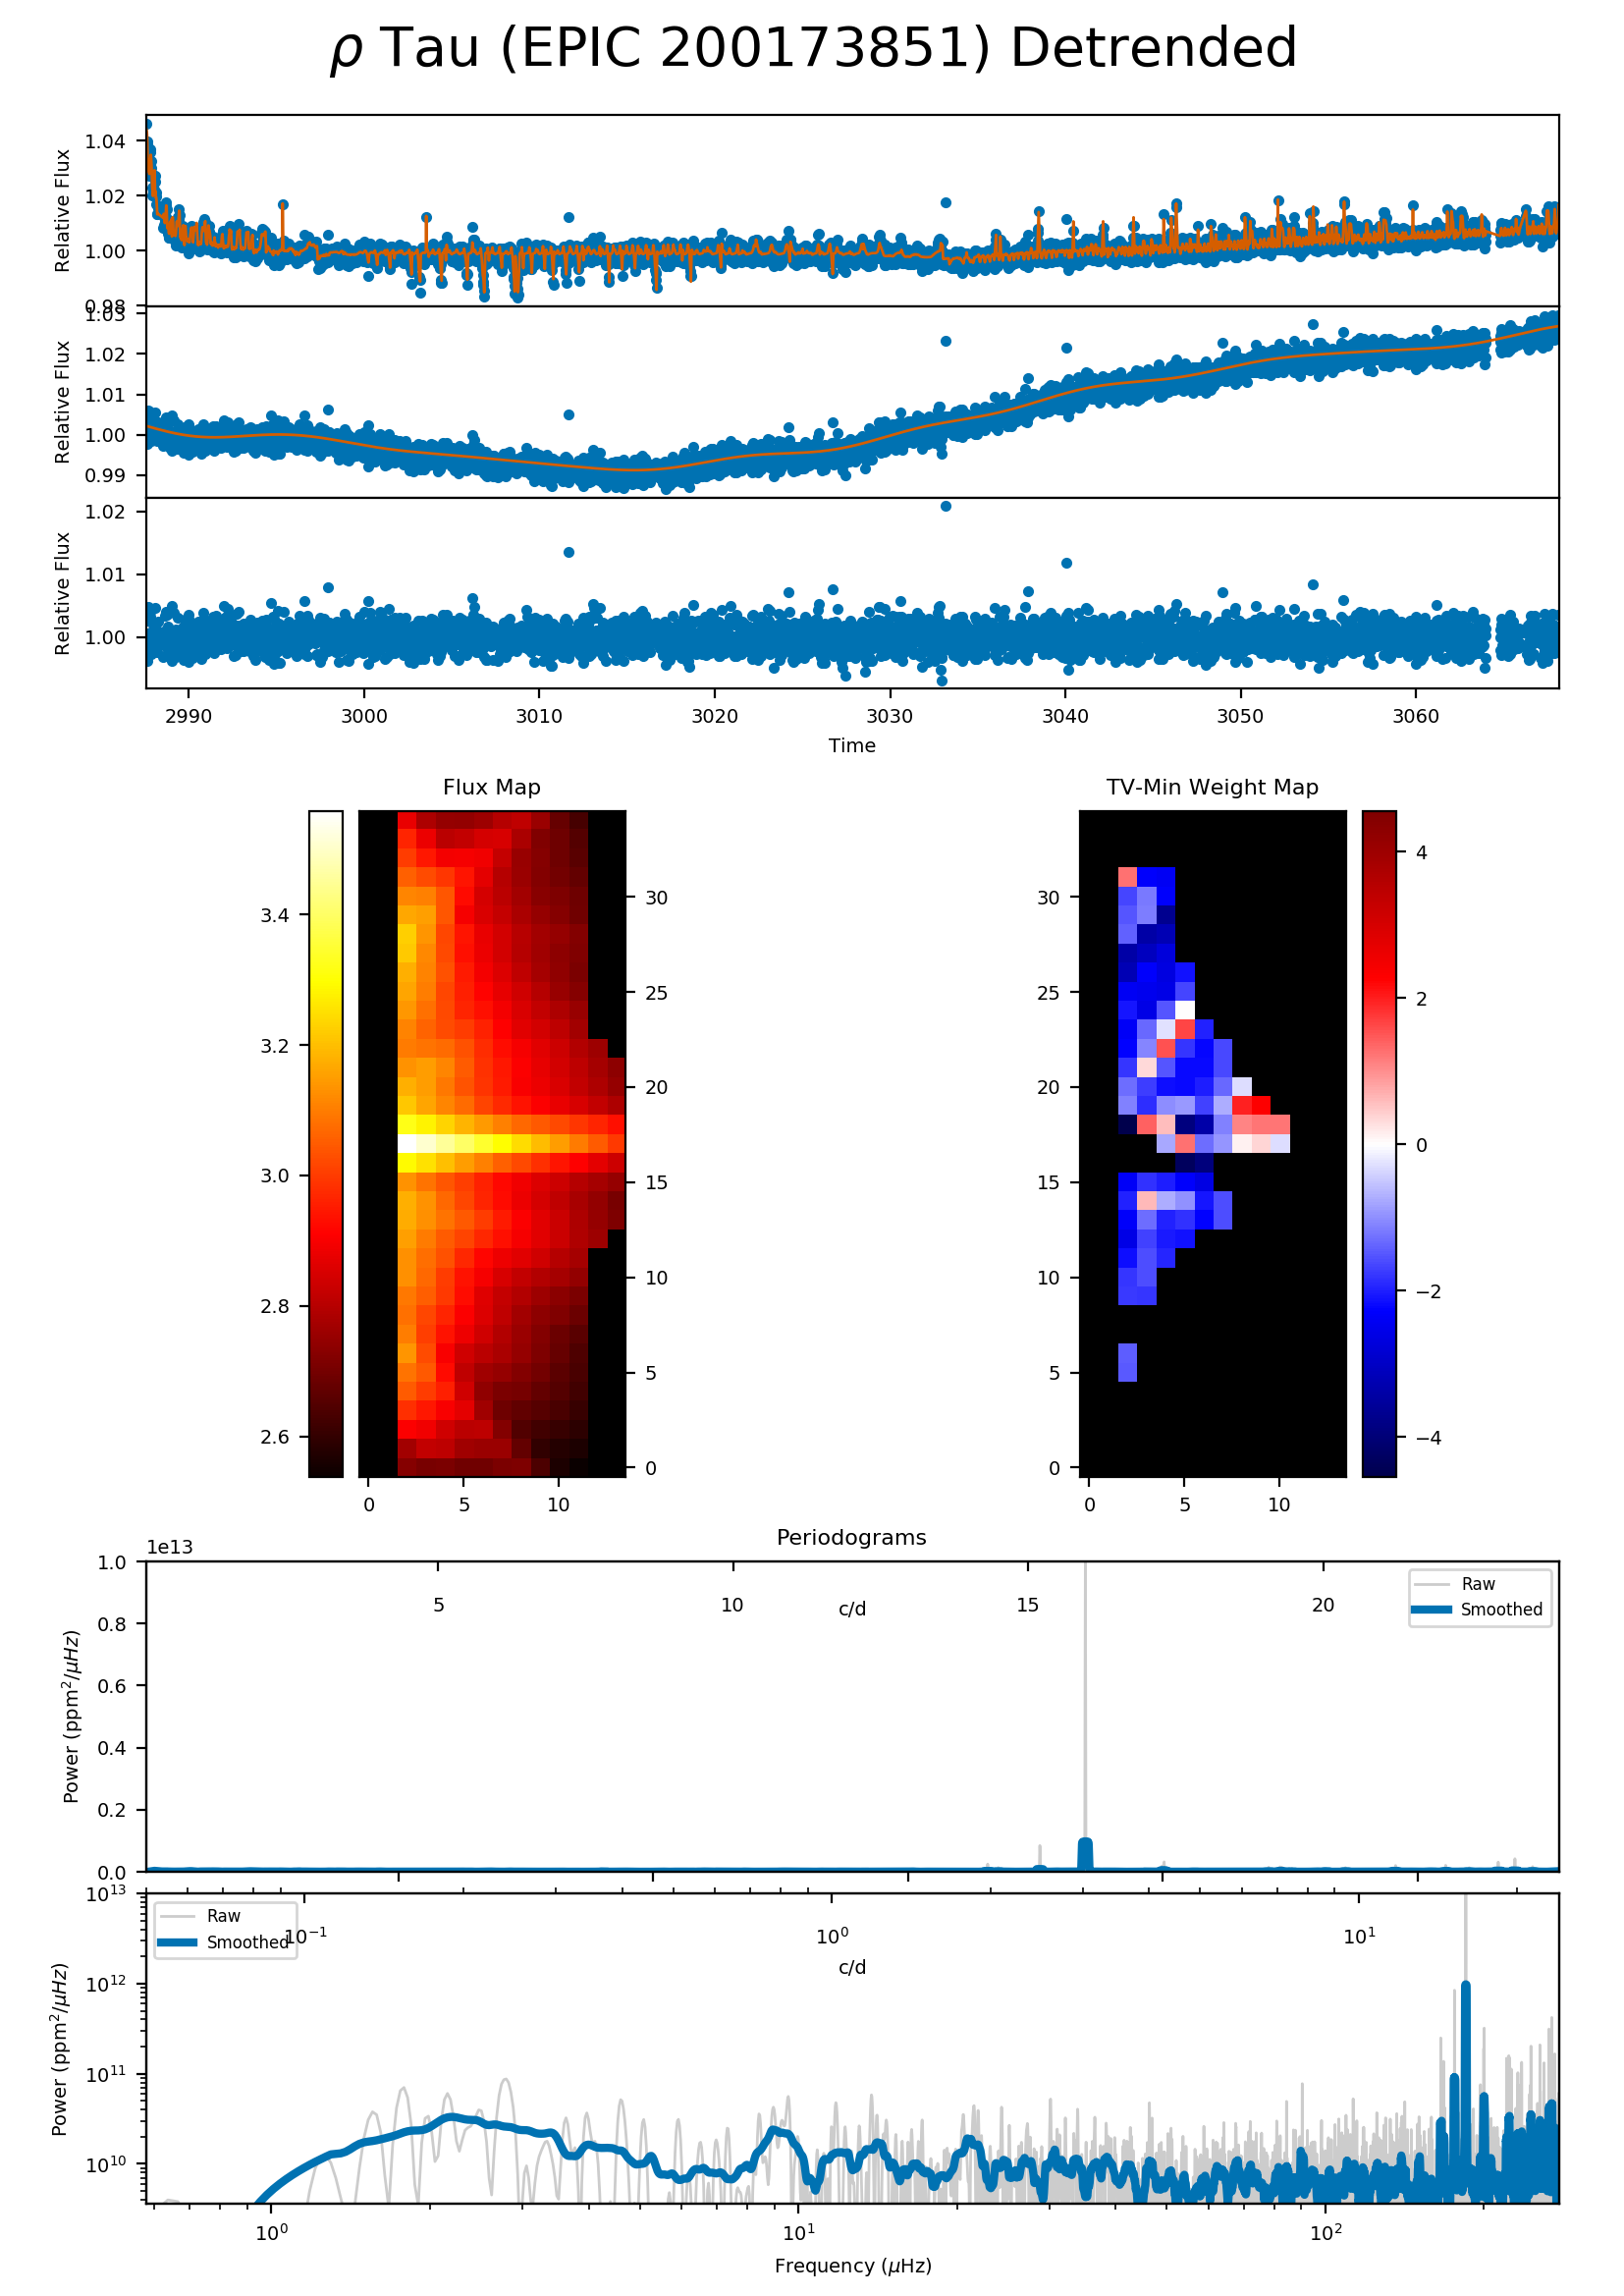 ρ Tau (EPIC 200173851) Detrended
1.04
1.02
1.00
0.98
Relative Flux
1.03
1.02
1.01
1.00
0.99
Relative Flux
1.02
1.01
1.00
Relative Flux
2990 3000 3010 3020 3030 3040 3050 3060
Time
Flux Map
3.4
3.2
3.0
2.8
2.6
30
25
20
15
10
5
0
0 5 10
TV-Min Weight Map
30
25
20
15
10
5
0
0 5 10
4
2
0
−2
−4
Periodograms
1e13
1.0
0.8
0.6
0.4
0.2
0.0
Power (ppm²/μHz)
5 10 15 20
c/d
Raw
Smoothed
10¹³
10¹²
10¹¹
10¹⁰
Power (ppm²/μHz)
Raw
Smoothed
10⁻¹ 10⁰ 10¹
c/d
10⁰ 10¹ 10²
Frequency (μHz)